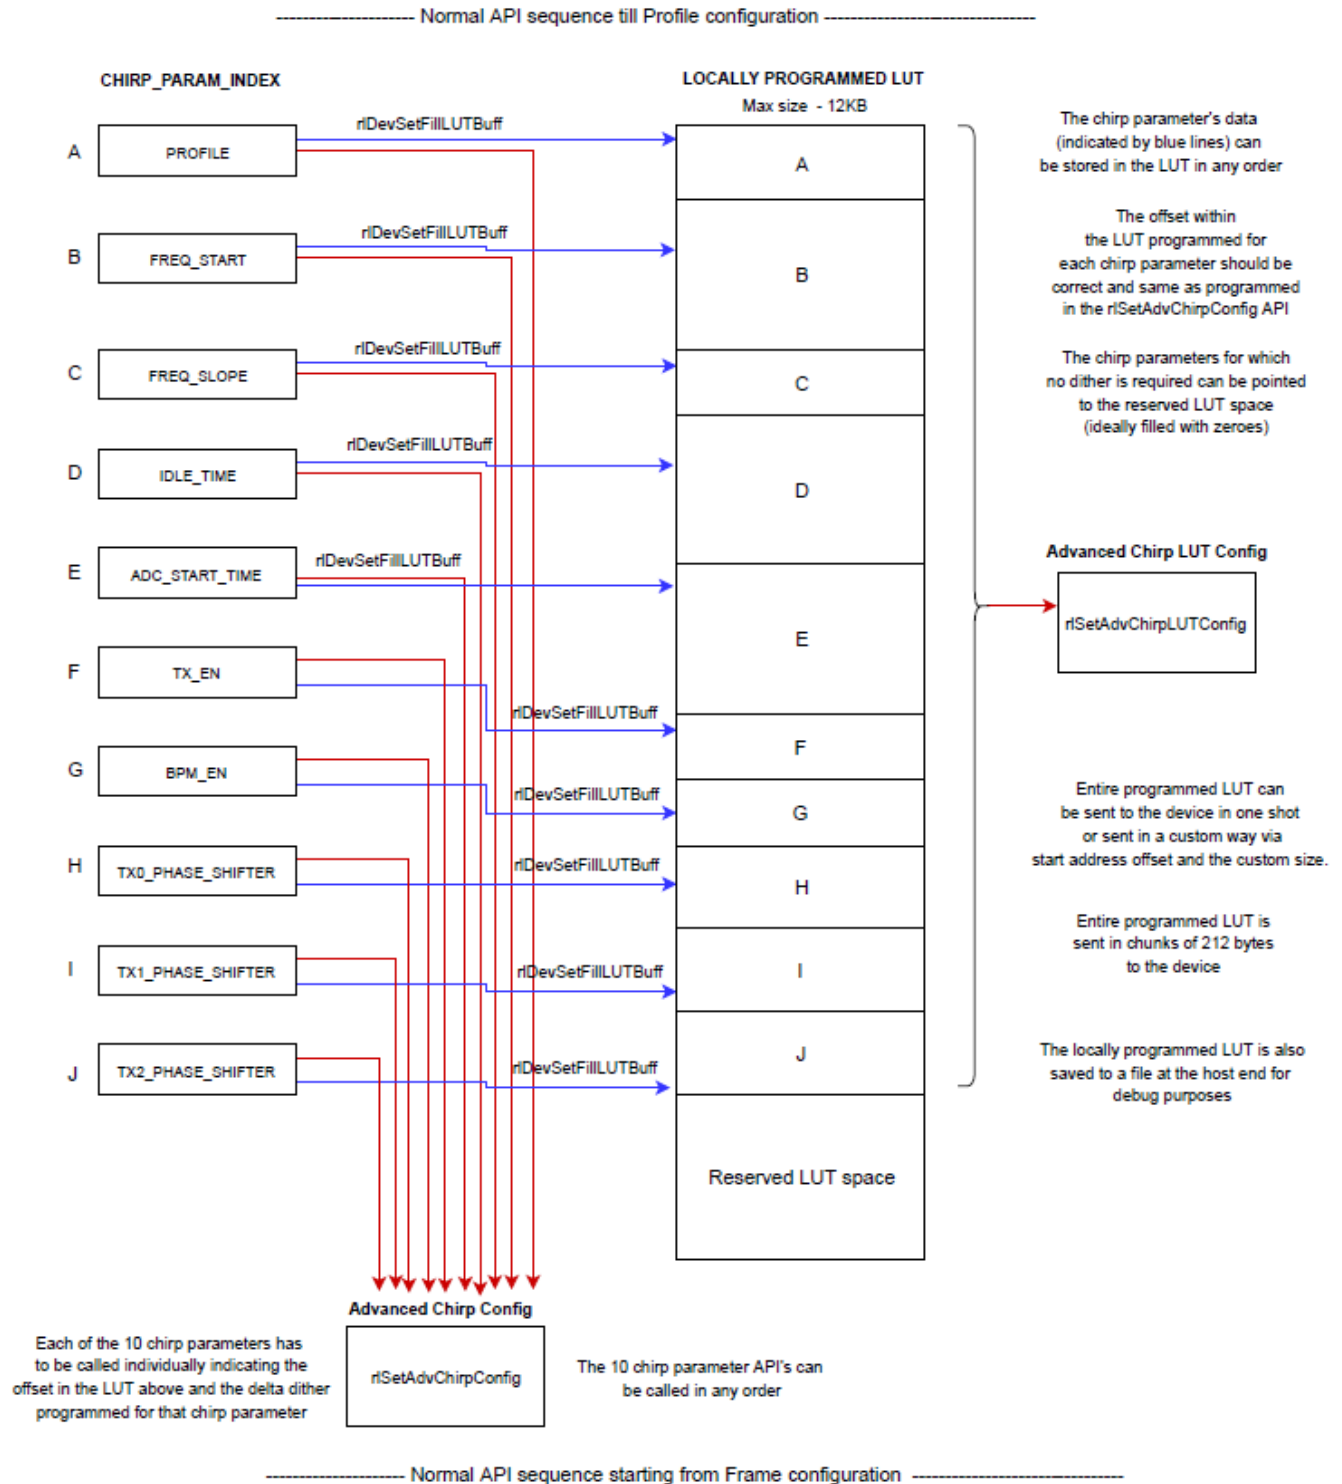 Normal API sequence till Profile configuration
CHIRP_PARAM_INDEX
LOCALLY PROGRAMMED LUT
Max size - 12KB
A
PROFILE
rlDevSetFillLUTBuff
A
B
FREQ_START
rlDevSetFillLUTBuff
B
C
FREQ_SLOPE
rlDevSetFillLUTBuff
C
D
IDLE_TIME
rlDevSetFillLUTBuff
D
E
ADC_START_TIME
rlDevSetFillLUTBuff
E
F
TX_EN
rlDevSetFillLUTBuff
F
G
BPM_EN
rlDevSetFillLUTBuff
G
H
TX0_PHASE_SHIFTER
rlDevSetFillLUTBuff
H
I
TX1_PHASE_SHIFTER
rlDevSetFillLUTBuff
I
J
TX2_PHASE_SHIFTER
rlDevSetFillLUTBuff
J
Reserved LUT space
The chirp parameter's data
(indicated by blue lines) can
be stored in the LUT in any order
The offset within
the LUT programmed for
each chirp parameter should be
correct and same as programmed
in the rlSetAdvChirpConfig API
The chirp parameters for which
no dither is required can be pointed
to the reserved LUT space
(ideally filled with zeroes)
Advanced Chirp LUT Config
rlSetAdvChirpLUTConfig
Entire programmed LUT can
be sent to the device in one shot
or sent in a custom way via
start address offset and the custom size.
Entire programmed LUT is
sent in chunks of 212 bytes
to the device
The locally programmed LUT is also
saved to a file at the host end for
debug purposes
Advanced Chirp Config
rlSetAdvChirpConfig
Each of the 10 chirp parameters has
to be called individually indicating the
offset in the LUT above and the delta dither
programmed for that chirp parameter
The 10 chirp parameter API's can
be called in any order
Normal API sequence starting from Frame configuration